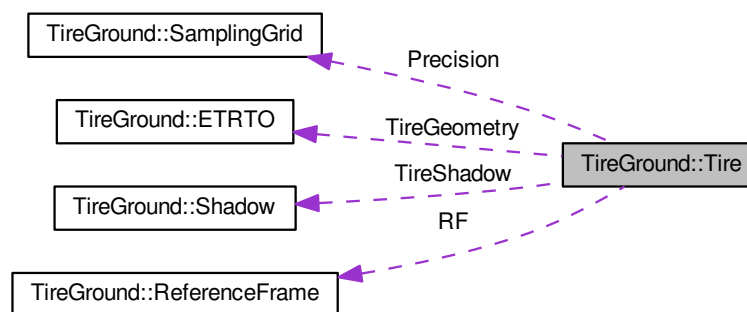 TireGround::SamplingGrid
Precision
TireGround::ETRTO
TireGeometry
TireGround::Tire
TireShadow
TireGround::Shadow
RF
TireGround::ReferenceFrame